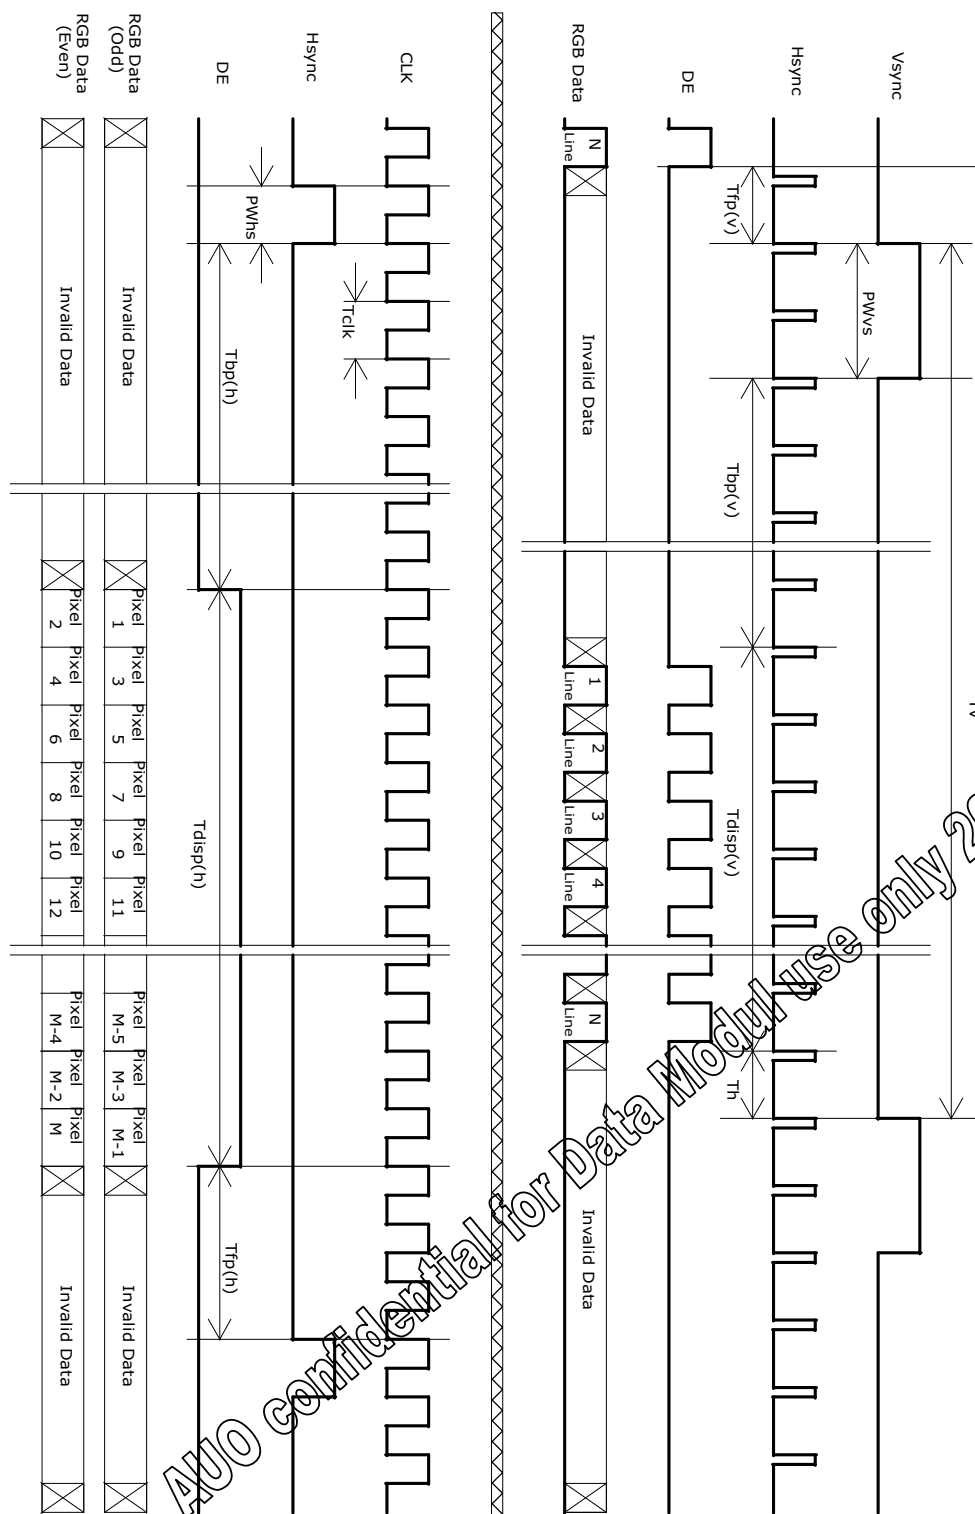 Vsync
Tv
PWvs
Hsync
Tfp(v)
Tbp(v)
Tdisp(v)
Th
DE
RGB Data
Line N
Invalid Data
Line 1
Line 2
Line 3
Line 4
Line N
Invalid Data
CLK
Tclk
Hsync
PWhs
DE
Tbp(h)
Tdisp(h)
Tfp(h)
RGB Data
(Odd)
Invalid Data
Pixel 1
Pixel 3
Pixel 5
Pixel 7
Pixel 9
Pixel 11
Pixel M-5
Pixel M-3
Pixel M-1
Invalid Data
RGB Data
(Even)
Invalid Data
Pixel 2
Pixel 4
Pixel 6
Pixel 8
Pixel 10
Pixel 12
Pixel M-4
Pixel M-2
Pixel M
Invalid Data
AUO confidential for Data Modul use only